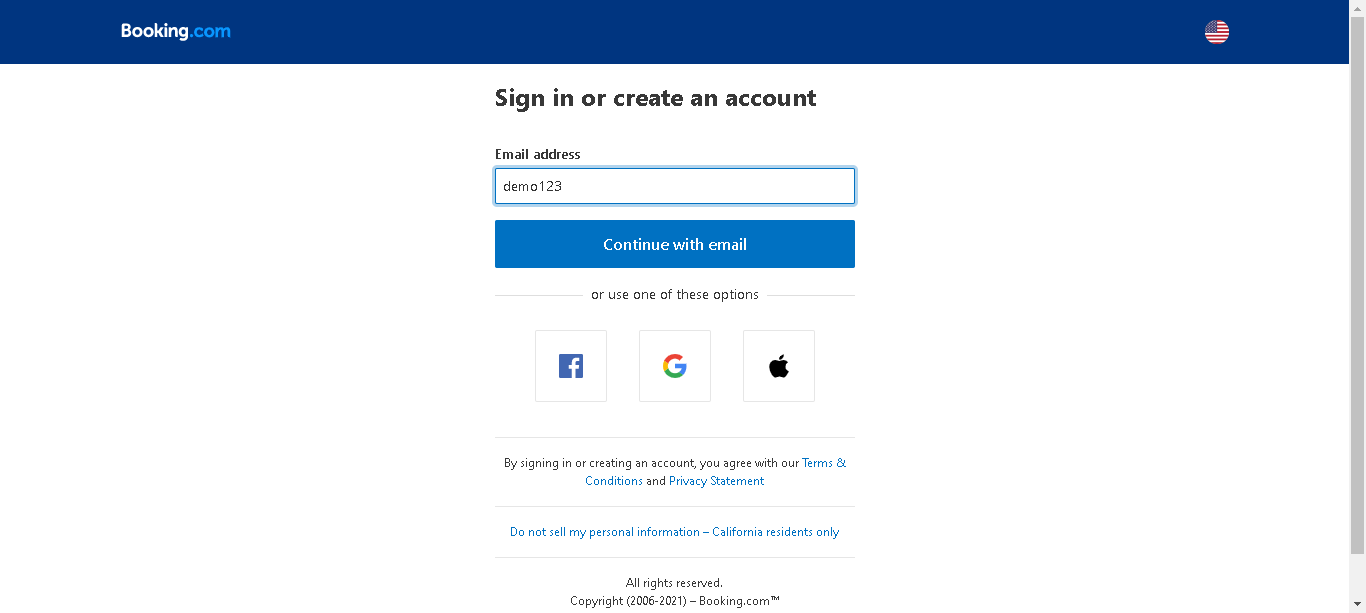 Booking.com
Sign in or create an account
Email address
demo123
Continue with email
or use one of these options
By signing in or creating an account, you agree with our Terms &
Conditions and Privacy Statement
Do not sell my personal information – California residents only
All rights reserved.
Copyright (2006-2021) – Booking.com™